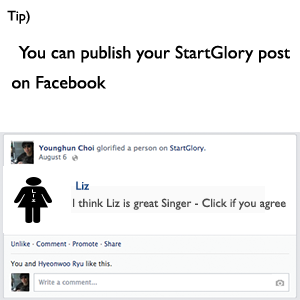 Tip)
You can publish your StartGlory post
on Facebook
Younghun Choi glorified a person on StartGlory.
August 6
Liz
I think Liz is great Singer - Click if you agree
Unlike · Comment · Promote · Share
You and Hyeonwoo Ryu like this.
Write a comment...